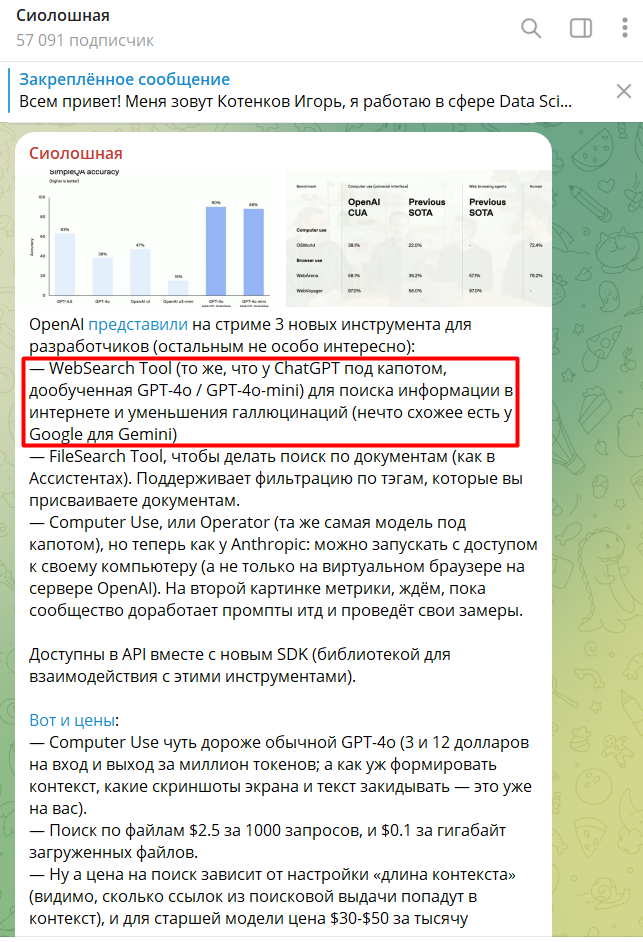 Сиолошная
57 091 подписчик
Закреплённое сообщение
Всем привет! Меня зовут Котенков Игорь, я работаю в сфере Data Sci...
Сиолошная
SimpleQA accuracy
(higher is better)
100
80
60
40
20
0
Accuracy
63%
38%
47%
15%
90%
88%
GPT-4.5
GPT-4o
OpenAI o1
OpenAI o3-mini
GPT-4o
GPT-4o mini
Benchmark
Computer use (universal interface)
Web browsing agents
Human
OpenAI
CUA
Previous
SOTA
Previous
SOTA
Computer use
OSWorld
38.1%
22.0%
-
72.4%
Browser use
WebArena
58.1%
36.2%
57.1%
78.2%
WebVoyager
87.0%
56.0%
87.0%
-
OpenAI представили на стриме 3 новых инструмента для
разработчиков (остальным не особо интересно):
— WebSearch Tool (то же, что у ChatGPT под капотом,
дообученная GPT-4o / GPT-4o-mini) для поиска информации в
интернете и уменьшения галлюцинаций (нечто схожее есть у
Google для Gemini)
— FileSearch Tool, чтобы делать поиск по документам (как в
Ассистентах). Поддерживает фильтрацию по тэгам, которые вы
присваиваете документам.
— Computer Use, или Operator (та же самая модель под
капотом), но теперь как у Anthropic: можно запускать с доступом
к своему компьютеру (а не только на виртуальном браузере на
сервере OpenAI). На второй картинке метрики, ждём, пока
сообщество доработает промпты итд и проведёт свои замеры.
Доступны в API вместе с новым SDK (библиотекой для
взаимодействия с этими инструментами).
Вот и цены:
— Computer Use чуть дороже обычной GPT-4o (3 и 12 долларов
на вход и выход за миллион токенов; а как уж формировать
контекст, какие скриншоты экрана и текст закидывать — это уже
на вас).
— Поиск по файлам $2.5 за 1000 запросов, и $0.1 за гигабайт
загруженных файлов.
— Ну а цена на поиск зависит от настройки «длина контекста»
(видимо, сколько ссылок из поисковой выдачи попадут в
контекст), и для старшей модели цена $30-$50 за тысячу